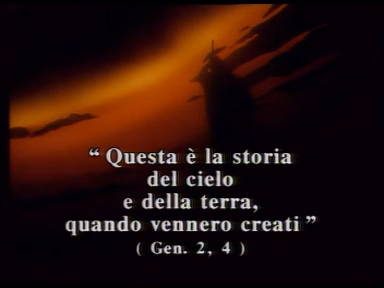 “ Questa è la storia
del cielo
e della terra,
quando vennero creati ”
( Gen. 2, 4 )